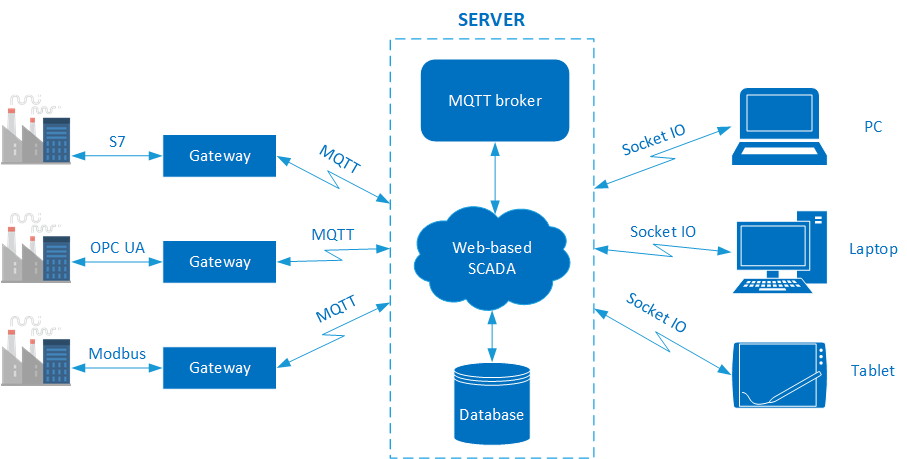 SERVER
MQTT broker
S7
Gateway
MQTT
Socket IO
PC
OPC UA
Gateway
MQTT
Web-based
SCADA
Socket IO
Laptop
Modbus
Gateway
MQTT
Socket IO
Tablet
Database